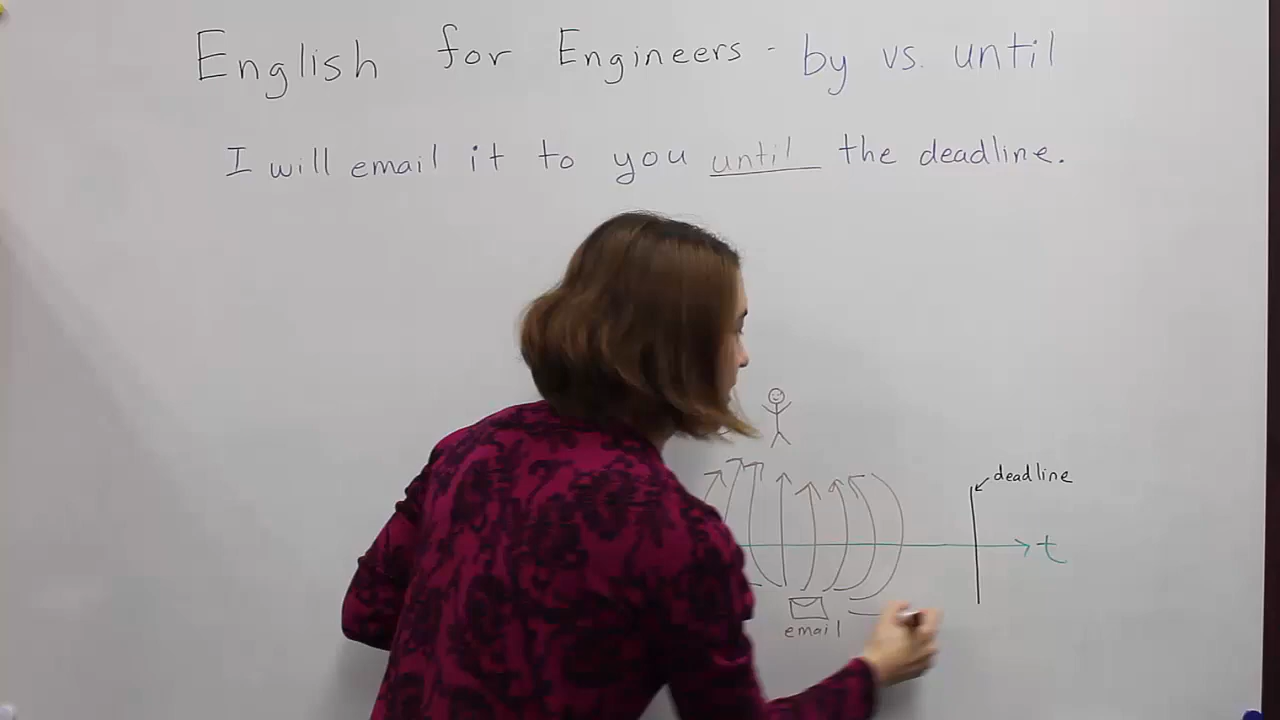 English for Engineers - by vs. until
I will email it to you until the deadline.
deadline
t
email